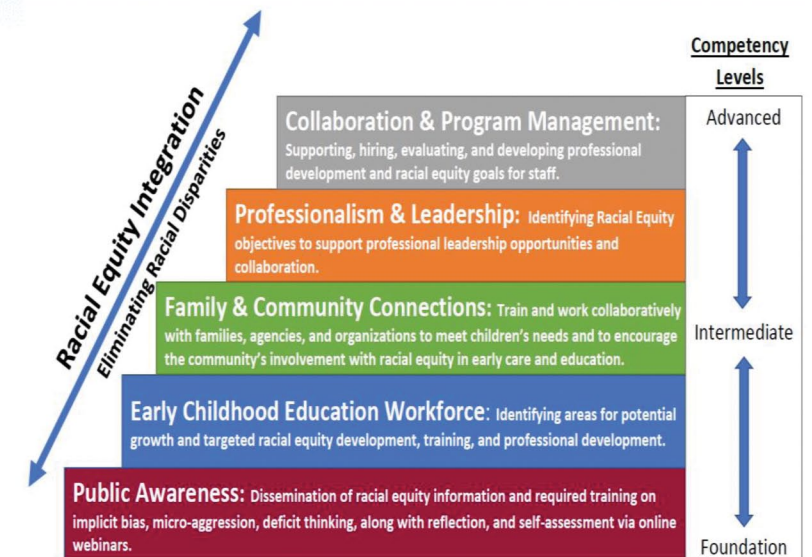 Racial Equity Integration
Eliminating Racial Disparities
Competency
Levels
Advanced
Collaboration & Program Management:
Supporting, hiring, evaluating, and developing professional
development and racial equity goals for staff.
Professionalism & Leadership: Identifying Racial Equity
objectives to support professional leadership opportunities and
collaboration.
Family & Community Connections: Train and work collaboratively
with families, agencies, and organizations to meet children's needs and to encourage
the community's involvement with racial equity in early care and education.
Intermediate
Early Childhood Education Workforce: Identifying areas for potential
growth and targeted racial equity development, training, and professional development.
Public Awareness: Dissemination of racial equity information and required training on
implicit bias, micro-aggression, deficit thinking, along with reflection, and self-assessment via online
webinars.
Foundation